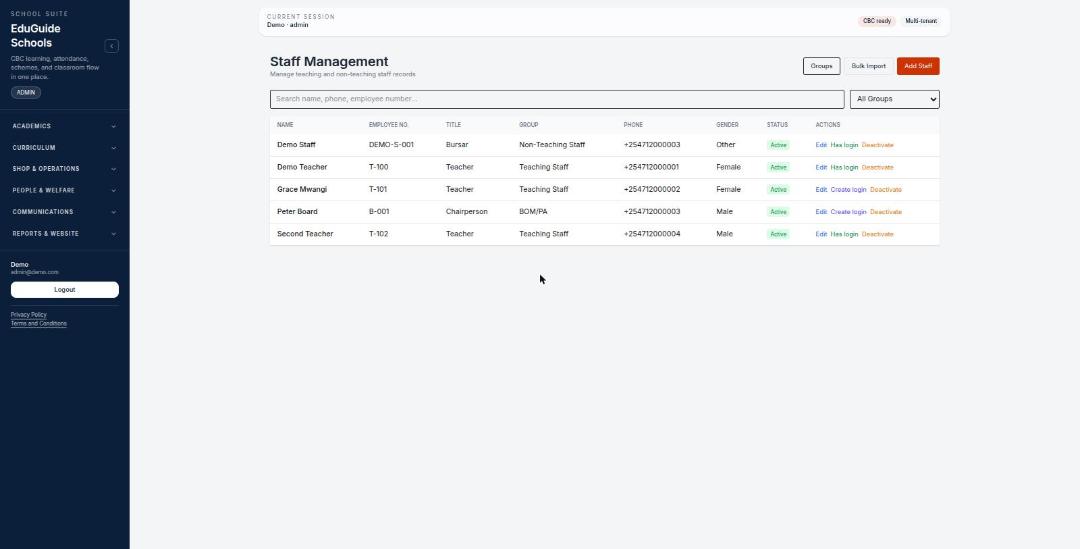 SCHOOL SUITE
EduGuide
Schools
CBC learning, attendance,
schemes, and classroom flow
in one place.
ADMIN
ACADEMICS
CURRICULUM
SHOP & OPERATIONS
PEOPLE & WELFARE
COMMUNICATIONS
REPORTS & WEBSITE
Demo
admin@demo.com
Logout
Privacy Policy
Terms and Conditions
CURRENT SESSION
Demo · admin
CBC ready Multi-tenant
Staff Management
Manage teaching and non-teaching staff records
Groups Bulk Import Add Staff
Search name, phone, employee number... All Groups
NAME EMPLOYEE NO. TITLE GROUP PHONE GENDER STATUS ACTIONS
Demo Staff DEMO-S-001 Bursar Non-Teaching Staff +254712000003 Other Active Edit Has login Deactivate
Demo Teacher T-100 Teacher Teaching Staff +254712000001 Female Active Edit Has login Deactivate
Grace Mwangi T-101 Teacher Teaching Staff +254712000002 Female Active Edit Create login Deactivate
Peter Board B-001 Chairperson BOM/PA +254712000003 Male Active Edit Create login Deactivate
Second Teacher T-102 Teacher Teaching Staff +254712000004 Male Active Edit Has login Deactivate